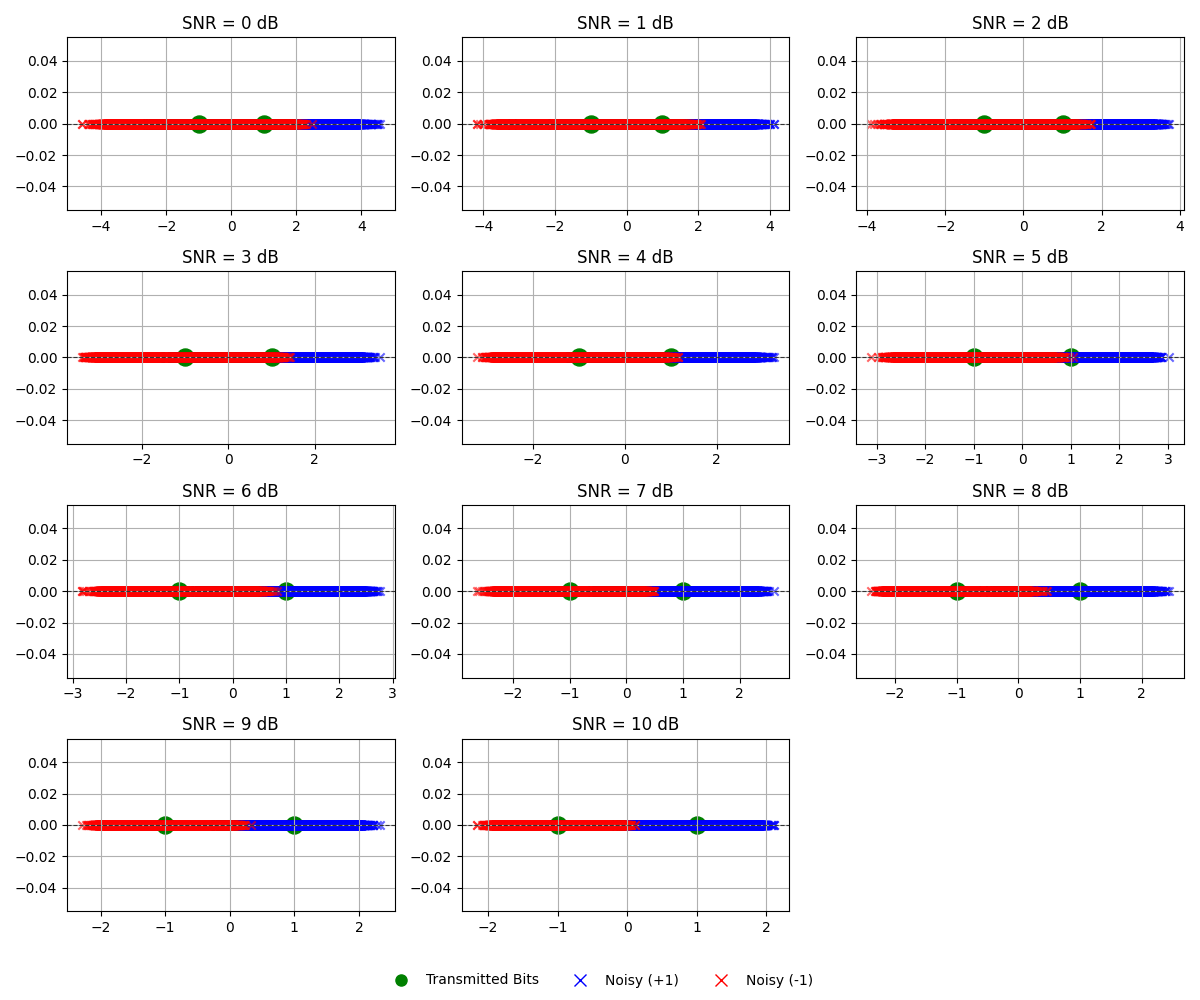 SNR = 0 dB
SNR = 1 dB
SNR = 2 dB
0.04
0.02
0.00
−0.02
−0.04
−4 −2 0 2 4
0.04
0.02
0.00
−0.02
−0.04
−4 −2 0 2 4
0.04
0.02
0.00
−0.02
−0.04
−4 −2 0 2 4
SNR = 3 dB
SNR = 4 dB
SNR = 5 dB
0.04
0.02
0.00
−0.02
−0.04
−2 0 2
0.04
0.02
0.00
−0.02
−0.04
−2 0 2
0.04
0.02
0.00
−0.02
−0.04
−3 −2 −1 0 1 2 3
SNR = 6 dB
SNR = 7 dB
SNR = 8 dB
0.04
0.02
0.00
−0.02
−0.04
−3 −2 −1 0 1 2 3
0.04
0.02
0.00
−0.02
−0.04
−2 −1 0 1 2
0.04
0.02
0.00
−0.02
−0.04
−2 −1 0 1 2
SNR = 9 dB
SNR = 10 dB
0.04
0.02
0.00
−0.02
−0.04
−2 −1 0 1 2
0.04
0.02
0.00
−0.02
−0.04
−2 −1 0 1 2
Transmitted Bits Noisy (+1) Noisy (-1)